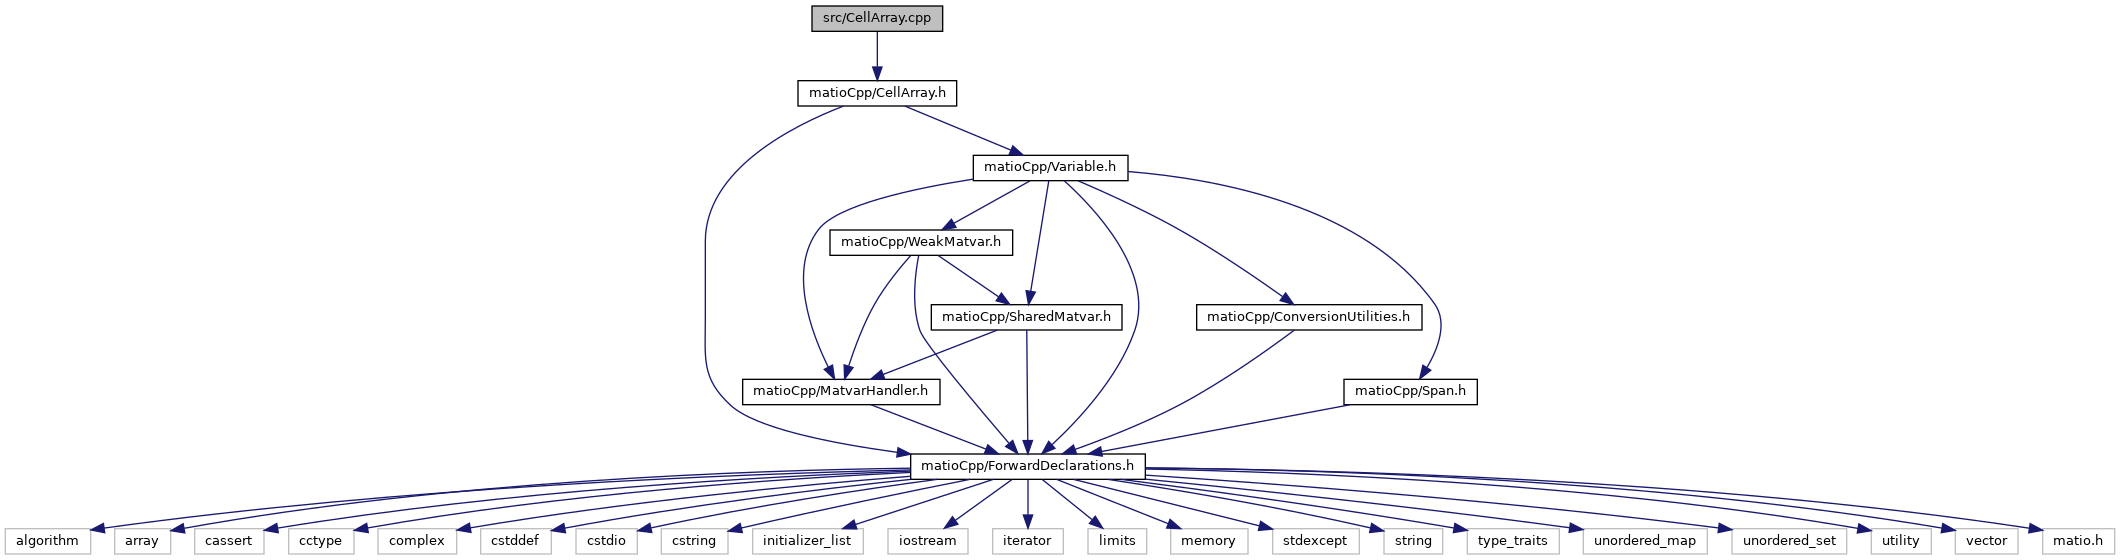 src/CellArray.cpp
matioCpp/CellArray.h
matioCpp/Variable.h
matioCpp/WeakMatvar.h
matioCpp/SharedMatvar.h
matioCpp/ConversionUtilities.h
matioCpp/MatvarHandler.h
matioCpp/Span.h
matioCpp/ForwardDeclarations.h
algorithm
array
cassert
cctype
complex
cstddef
cstdio
cstring
initializer_list
iostream
iterator
limits
memory
stdexcept
string
type_traits
unordered_map
unordered_set
utility
vector
matio.h